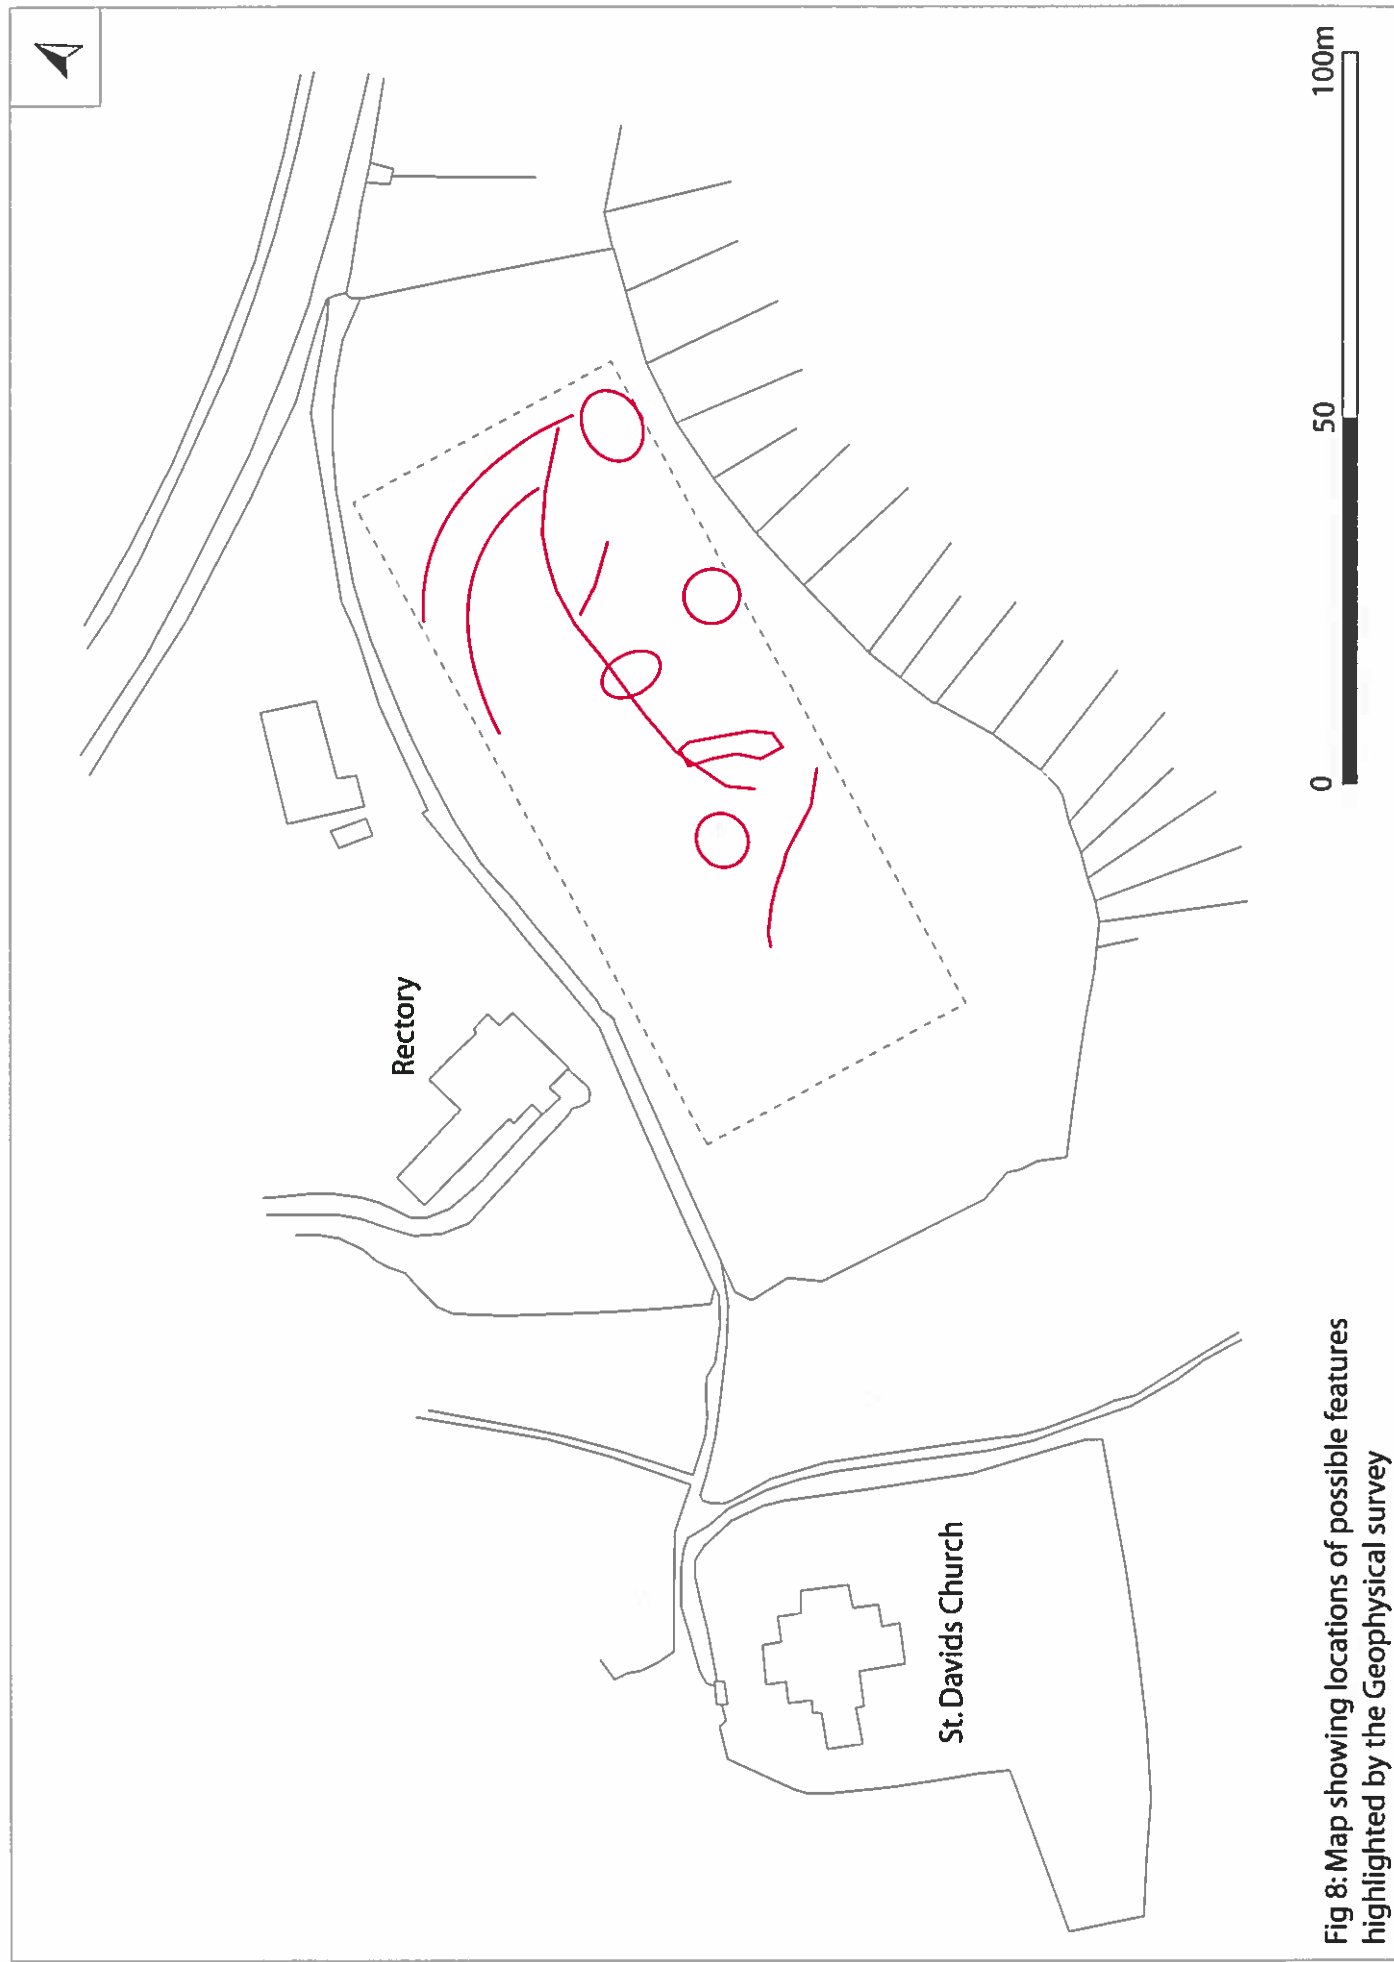 Rectory
St. Davids Church
0 50 100m
Fig 8: Map showing locations of possible features
highlighted by the Geophysical survey